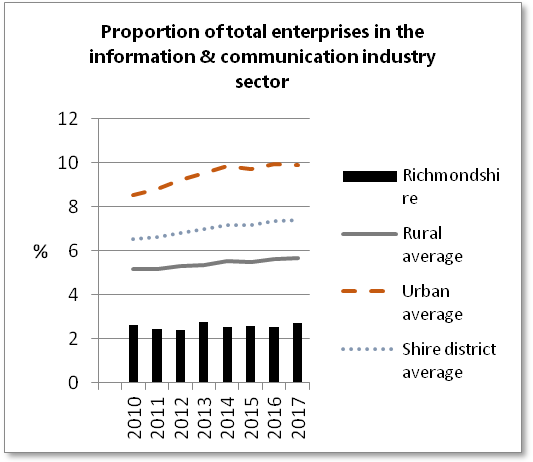 Proportion of total enterprises in the
information & communication industry
sector
12
10
8
6
4
2
0
%
2010
2011
2012
2013
2014
2015
2016
2017
Richmondshi
re
Rural
average
Urban
average
Shire district
average